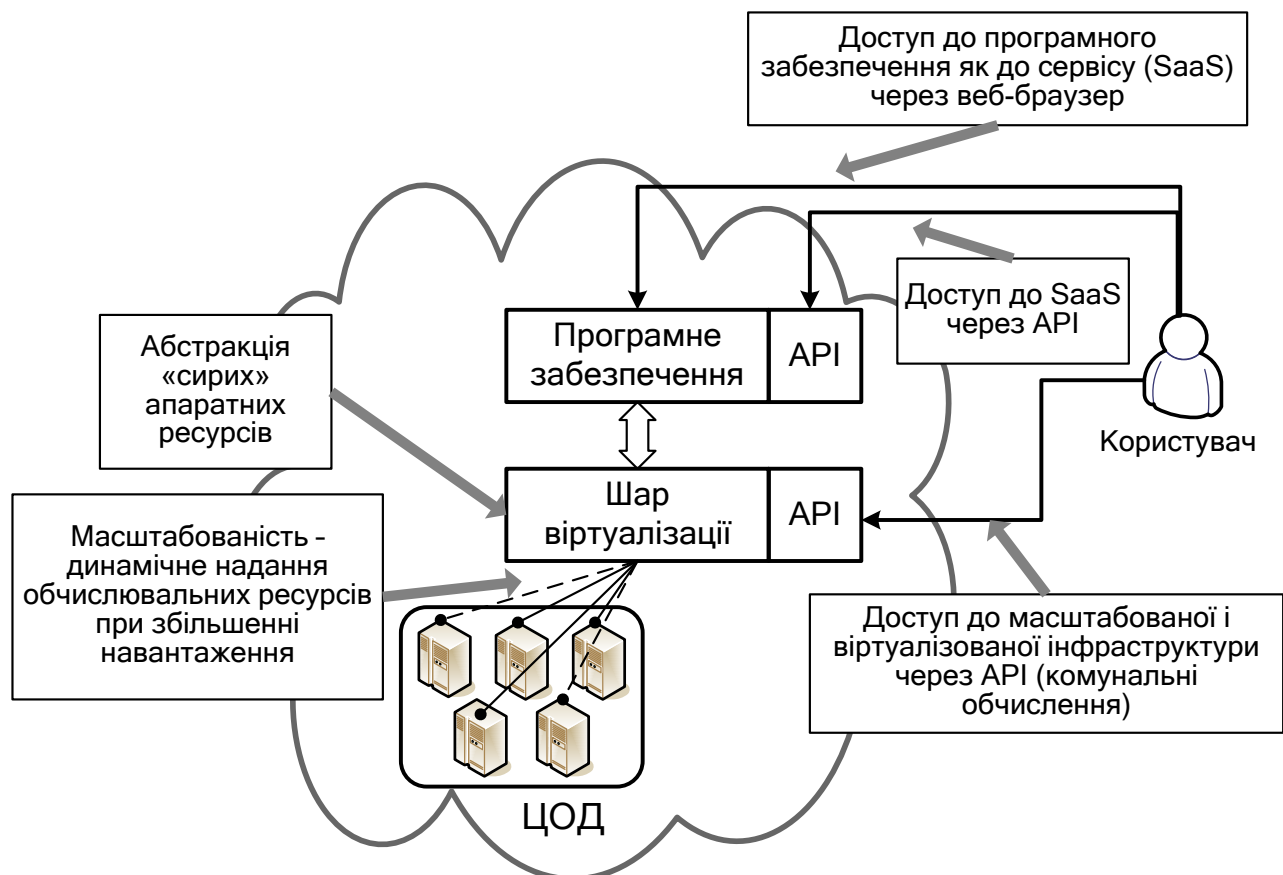 Доступ до програмного
забезпечення як до сервісу (SaaS)
через веб-браузер
Доступ до SaaS
через API
Програмне
забезпечення
API
Абстракція
«сирих»
апаратних
ресурсів
Користувач
Шар
віртуалізації
API
Масштабованість -
динамічне надання
обчислювальних ресурсів
при збільшенні
навантаження
Доступ до масштабованої і
віртуалізованої інфраструктури
через API (комунальні
обчислення)
ЦОД